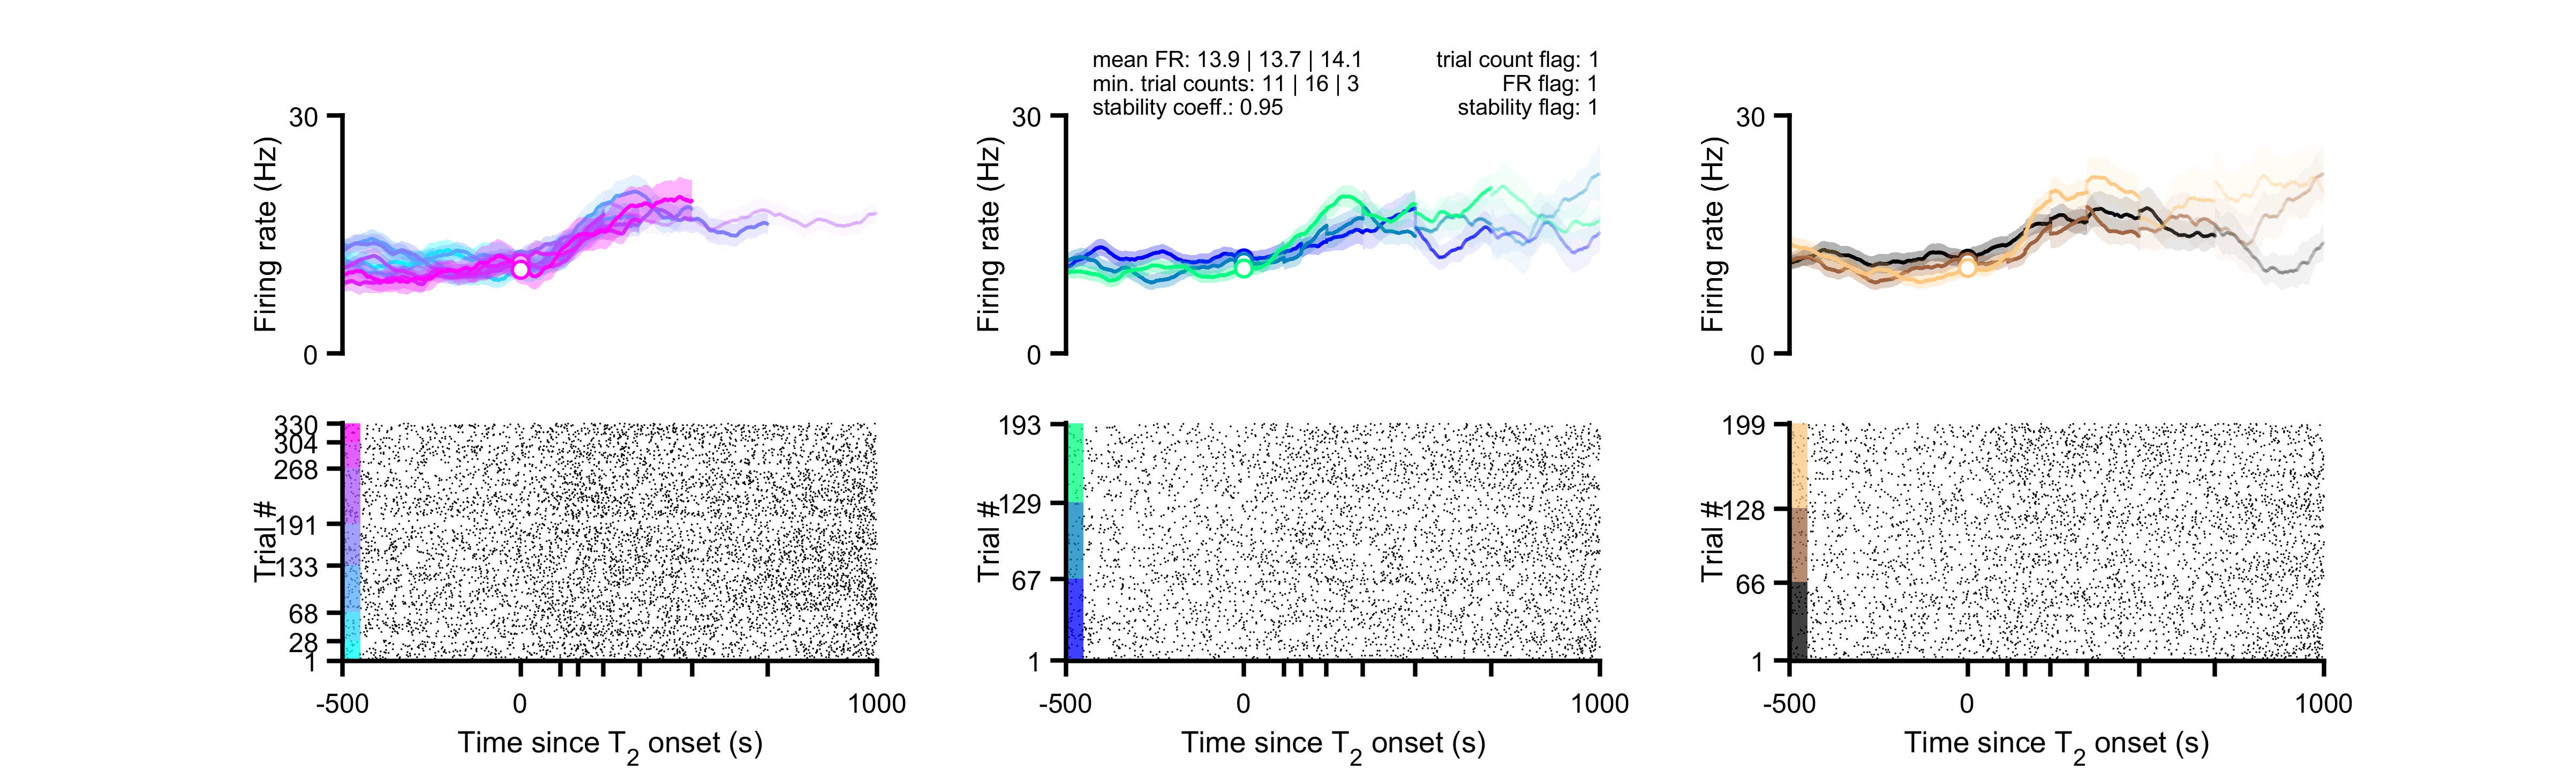 mean FR: 13.9 | 13.7 | 14.1
min. trial counts: 11 | 16 | 3
stability coeff.: 0.95
trial count flag: 1
FR flag: 1
stability flag: 1
30
0
Firing rate (Hz)
30
0
Firing rate (Hz)
30
0
Firing rate (Hz)
330
304
268
191
133
68
28
1
Trial #
-500
0
1000
Time since T2 onset (s)
193
129
67
1
Trial #
-500
0
1000
Time since T2 onset (s)
199
128
66
1
Trial #
-500
0
1000
Time since T2 onset (s)